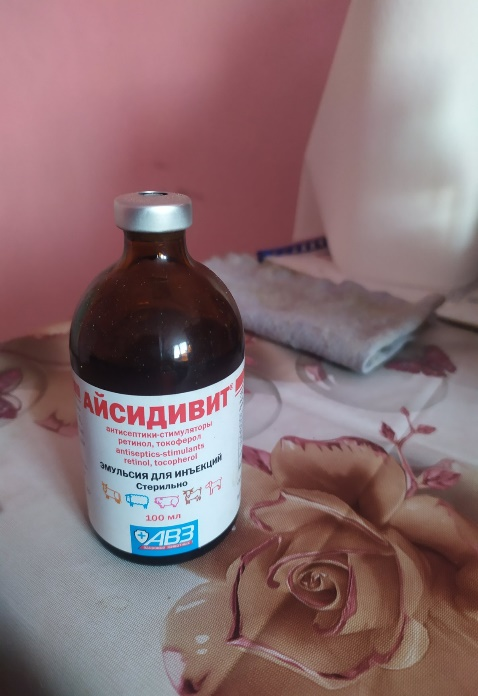 АЙСИДИВИТ®
антисептики-стимуляторы
ретинол, токоферол
antiseptics-stimulants
retinol, tocopherol
ЭМУЛЬСИЯ ДЛЯ ИНЪЕКЦИЙ
Стерильно
100 мл
АВЗ